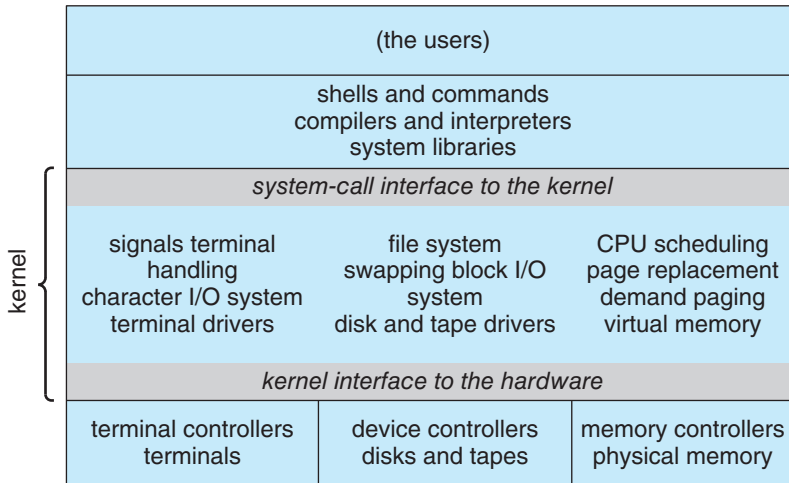 (the users)
shells and commands
compilers and interpreters
system libraries
kernel
system-call interface to the kernel
signals terminal
handling
character I/O system
terminal drivers
file system
swapping block I/O
system
disk and tape drivers
CPU scheduling
page replacement
demand paging
virtual memory
kernel interface to the hardware
terminal controllers
terminals
device controllers
disks and tapes
memory controllers
physical memory